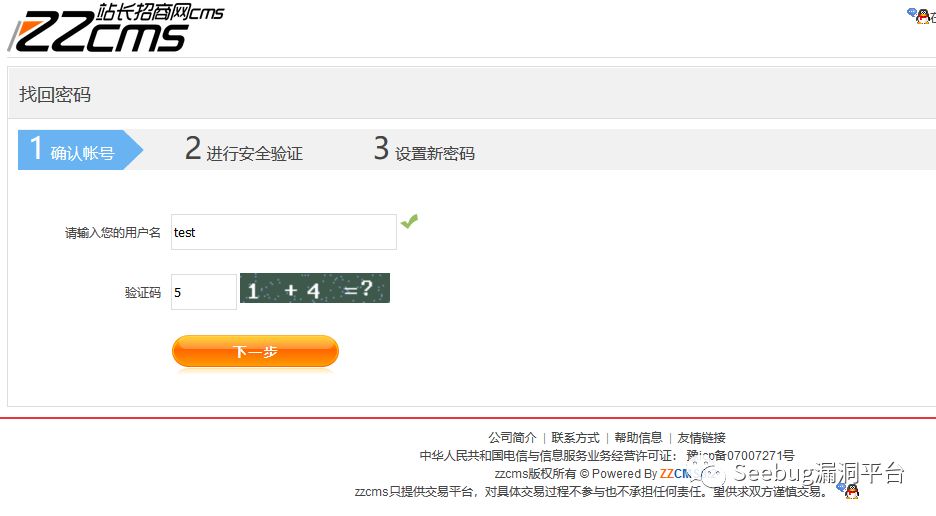 站长招商网cms
zzcms
找回密码
1 确认帐号 2 进行安全验证 3 设置新密码
请输入您的用户名 test
验证码 5 1 + 4 =?
下一步
公司简介 | 联系方式 | 帮助信息 | 友情链接
中华人民共和国电信与信息服务业务经营许可证： 豫icp备07007271号
zzcms版权所有 © Powered By ZZCMS
Seebug漏洞平台
zzcms只提供交易平台，对具体交易过程不参与也不承担任何责任。望供求双方谨慎交易。